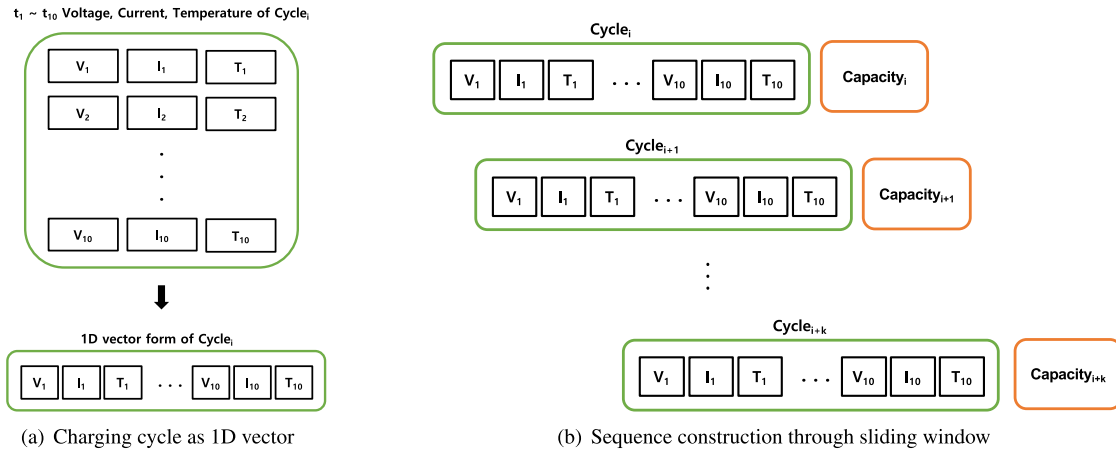 t₁ ~ t₁₀ Voltage, Current, Temperature of Cycleᵢ
V₁ I₁ T₁
V₂ I₂ T₂
.
.
.
.
V₁₀ I₁₀ T₁₀
1D vector form of Cycleᵢ
V₁ I₁ T₁ . . . V₁₀ I₁₀ T₁₀
(a) Charging cycle as 1D vector
Cycleᵢ
V₁ I₁ T₁ . . . V₁₀ I₁₀ T₁₀ Capacityᵢ
Cycleᵢ₊₁
V₁ I₁ T₁ . . . V₁₀ I₁₀ T₁₀ Capacityᵢ₊₁
.
.
.
Cycleᵢ₊ₖ
V₁ I₁ T₁ . . . V₁₀ I₁₀ T₁₀ Capacityᵢ₊ₖ
(b) Sequence construction through sliding window